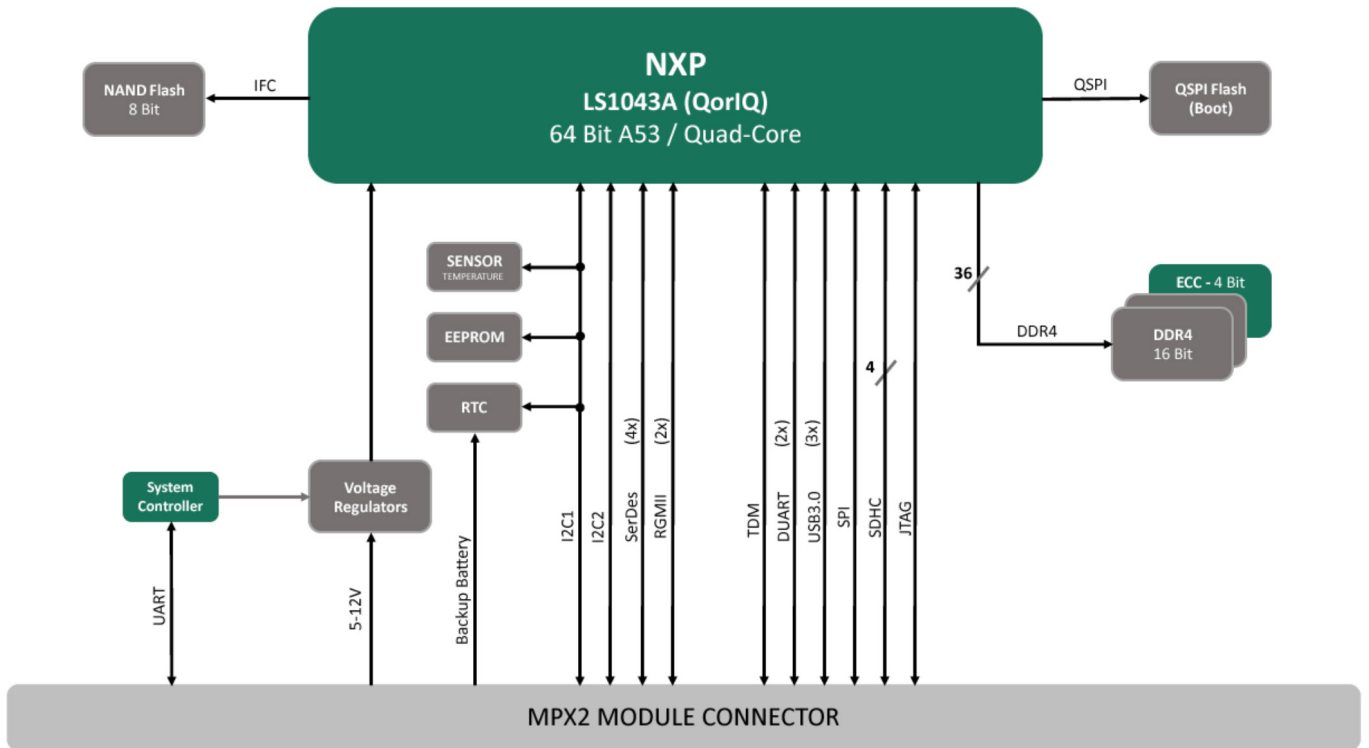 NXP
LS1043A (QorIQ)
64 Bit A53 / Quad-Core
NAND Flash
8 Bit
IFC
QSPI
QSPI Flash
(Boot)
SENSOR
TEMPERATURE
EEPROM
RTC
36
ECC - 4 Bit
DDR4
DDR4
16 Bit
4
System
Controller
Voltage
Regulators
UART
5-12V
Backup Battery
I2C1
I2C2
SerDes (4x)
RGMII (2x)
TDM
DUART (2x)
USB3.0 (3x)
SPI
SDHC
JTAG
MPX2 MODULE CONNECTOR